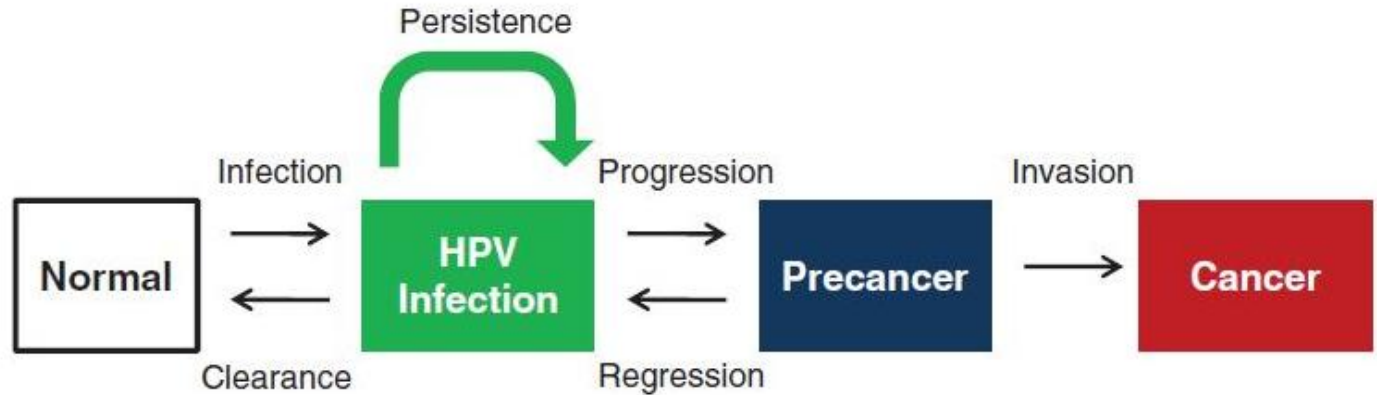 Persistence
Infection
Progression
Invasion
Normal
HPV
Infection
Precancer
Cancer
Clearance
Regression